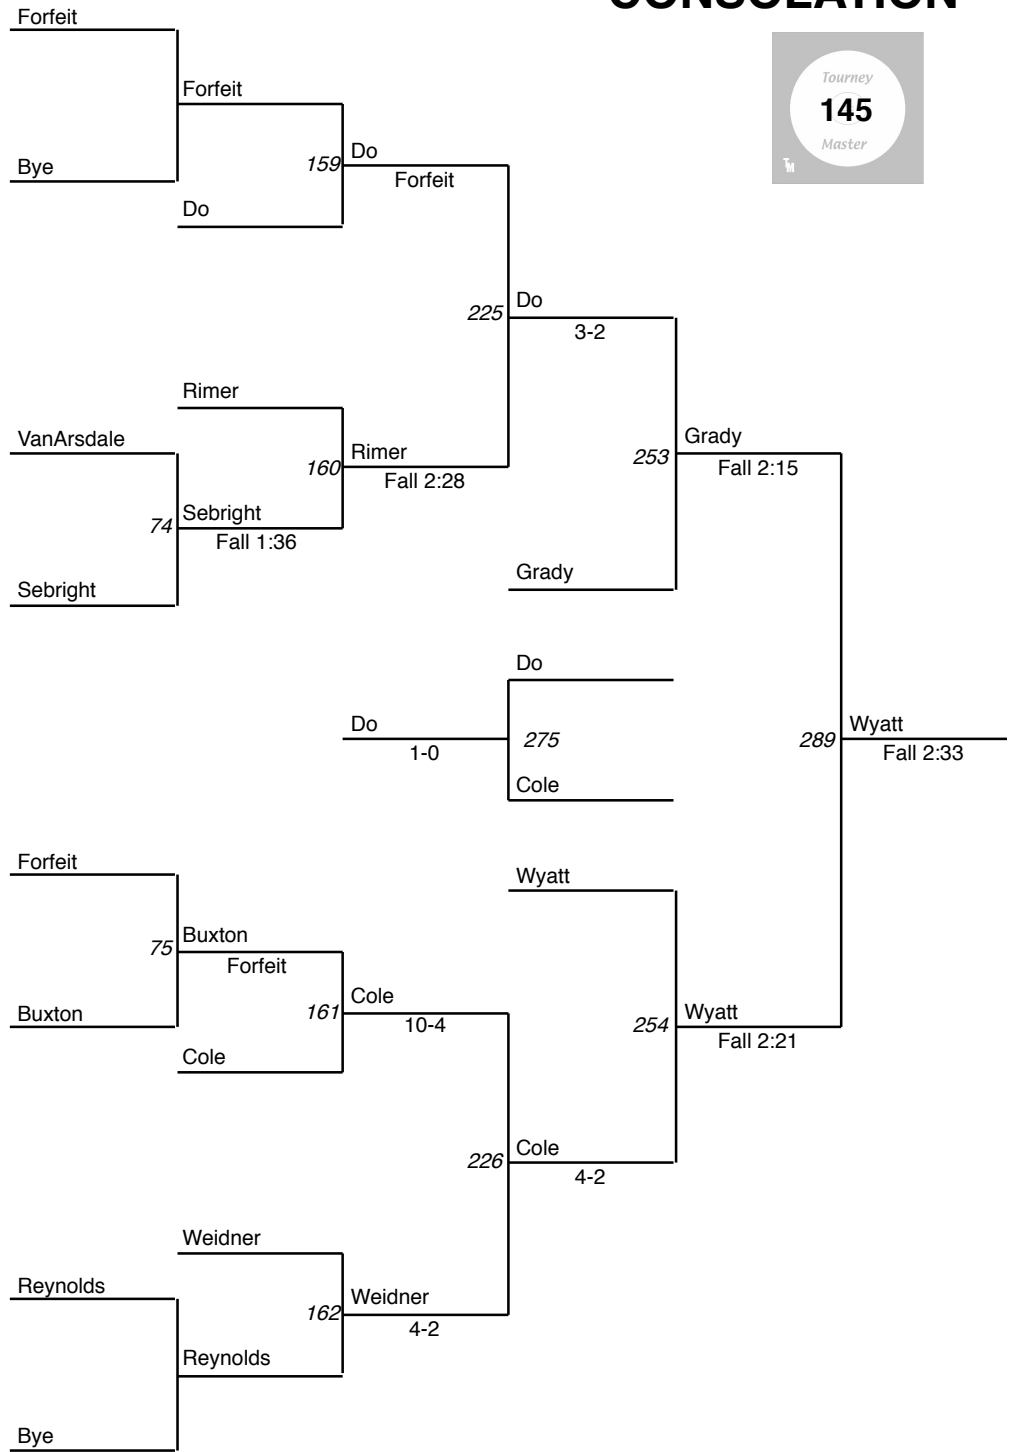 CONSOLATION
Forfeit
Tourney
145
Master
TM
Forfeit
Bye
159
Do
Forfeit
Do
225
Do
3-2
Rimer
VanArsdale
160
Rimer
Fall 2:28
253
Grady
Fall 2:15
74
Sebright
Fall 1:36
Sebright
Grady
Do
Do
1-0
275
289
Wyatt
Fall 2:33
Cole
Forfeit
Wyatt
75
Buxton
Forfeit
Buxton
161
Cole
10-4
254
Wyatt
Fall 2:21
Cole
226
Cole
4-2
Weidner
Reynolds
162
Weidner
4-2
Reynolds
Bye